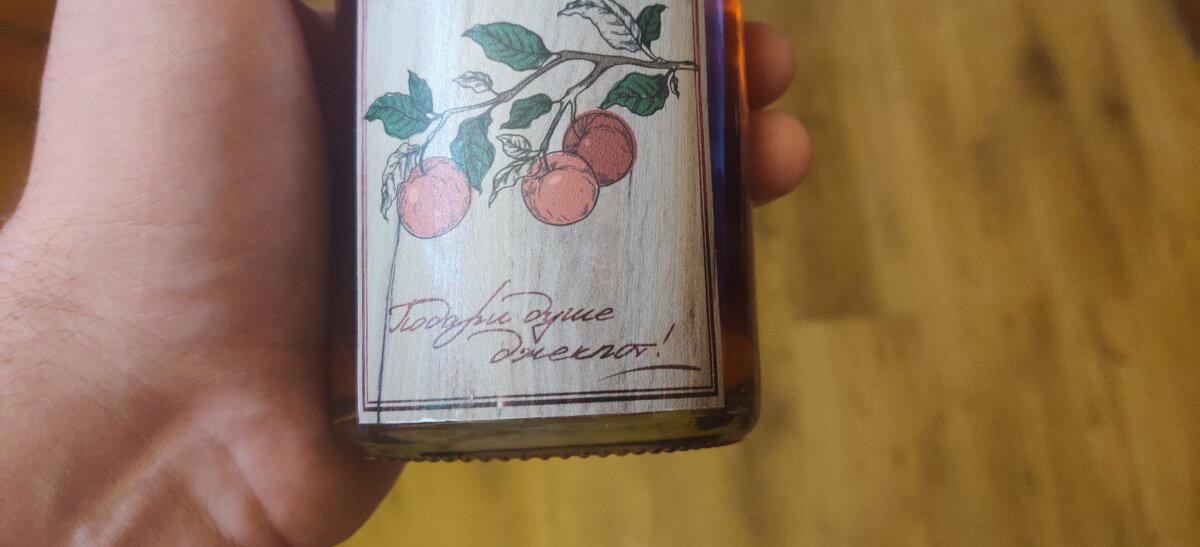 Подари душе
джекпот!